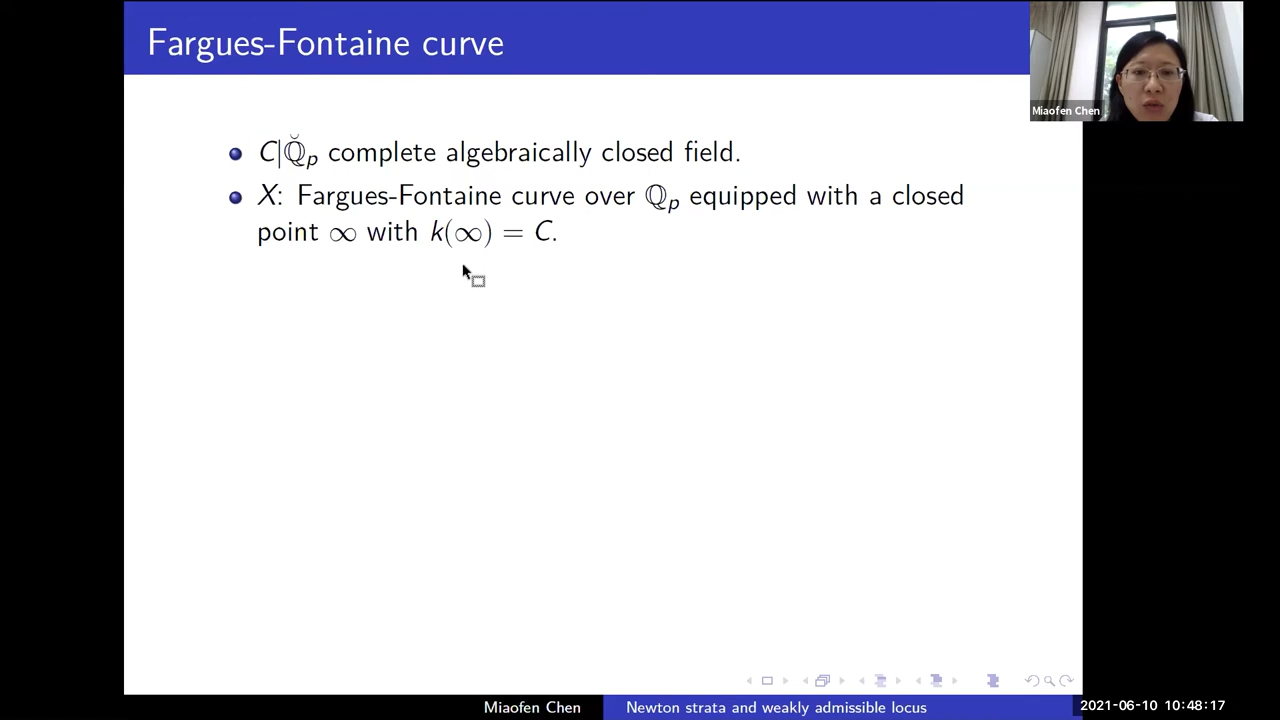 Fargues-Fontaine curve
Miaofen Chen
C|ℚ̆_p complete algebraically closed field.
X: Fargues-Fontaine curve over ℚ_p equipped with a closed
point ∞ with k(∞) = C.
Miaofen Chen
Newton strata and weakly admissible locus
2021-06-10 10:48:17